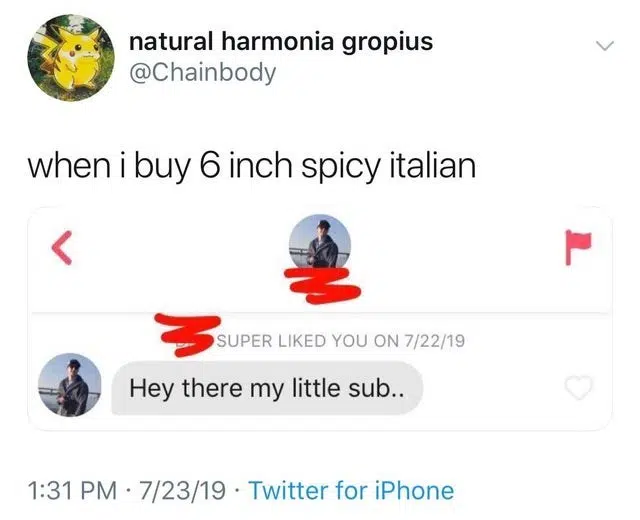 natural harmonia gropius
@Chainbody
when i buy 6 inch spicy italian
SUPER LIKED YOU ON 7/22/19
Hey there my little sub..
1:31 PM · 7/23/19 · Twitter for iPhone